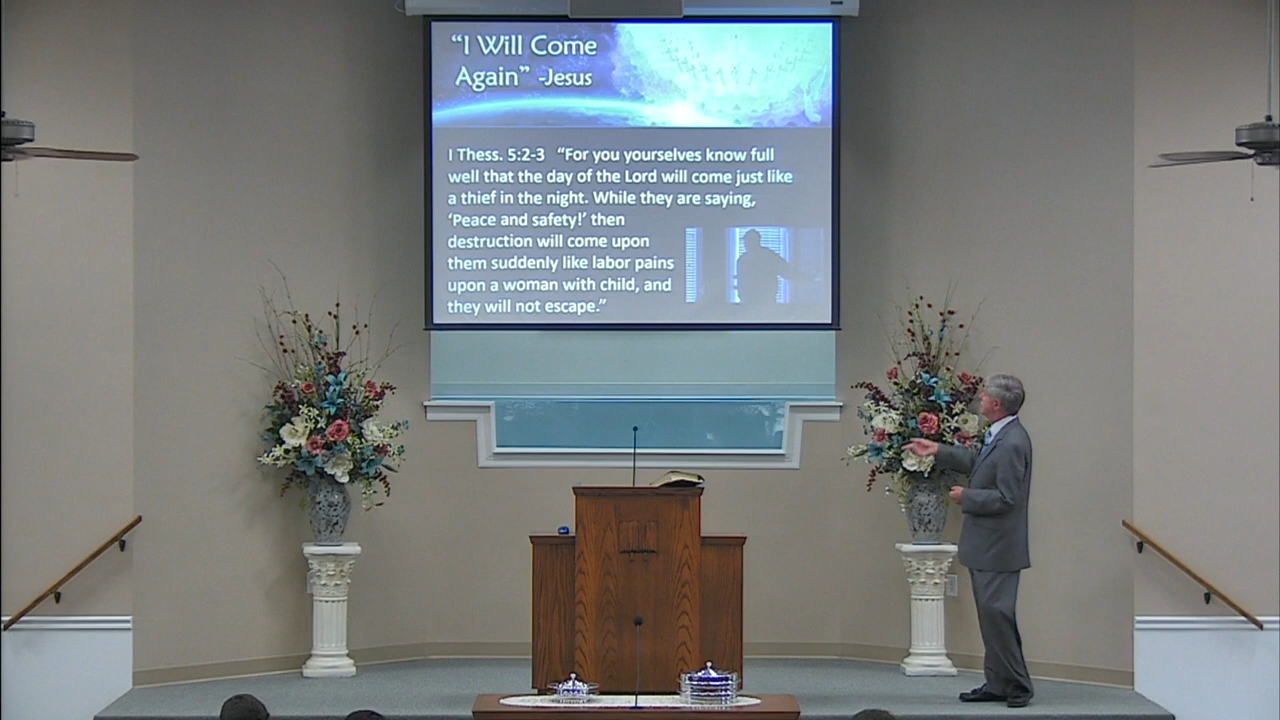 “I Will Come
Again” -Jesus
I Thess. 5:2-3 “For you yourselves know full
well that the day of the Lord will come just like
a thief in the night. While they are saying,
‘Peace and safety!’ then
destruction will come upon
them suddenly like labor pains
upon a woman with child, and
they will not escape.”